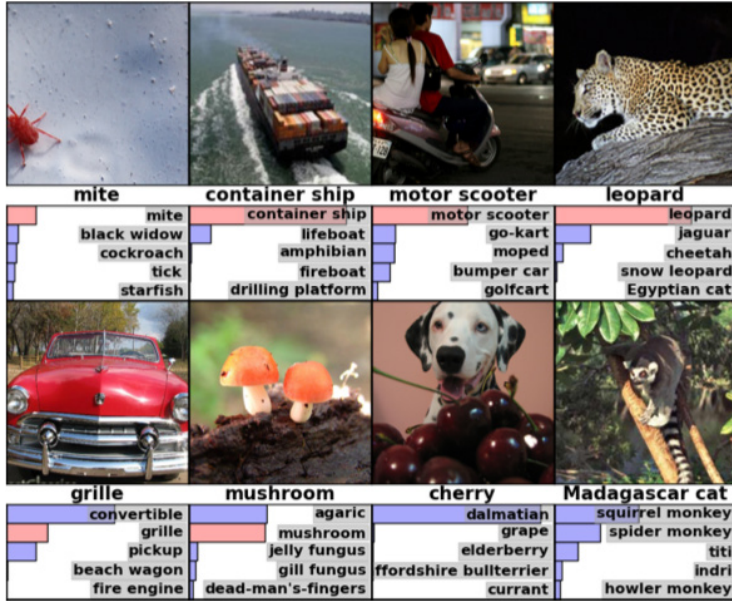 mite
container ship
motor scooter
leopard
mite
black widow
cockroach
tick
starfish
container ship
lifeboat
amphibian
fireboat
drilling platform
motor scooter
go-kart
moped
bumper car
golfcart
leopard
jaguar
cheetah
snow leopard
Egyptian cat
grille
mushroom
cherry
Madagascar cat
convertible
grille
pickup
beach wagon
fire engine
agaric
mushroom
jelly fungus
gill fungus
dead-man's-fingers
dalmatian
grape
elderberry
ffordshire bullterrier
currant
squirrel monkey
spider monkey
titi
indri
howler monkey